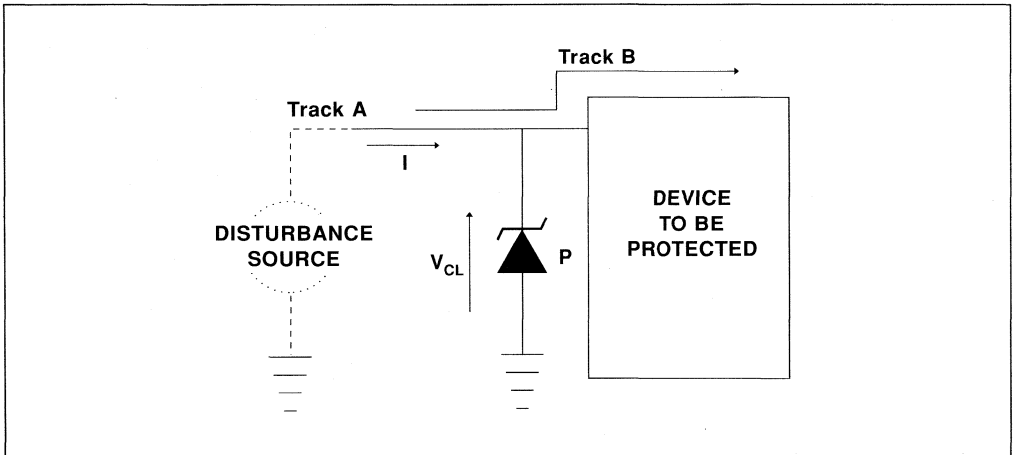 Track B
Track A
I
DISTURBANCE
SOURCE
V_CL
P
DEVICE
TO BE
PROTECTED